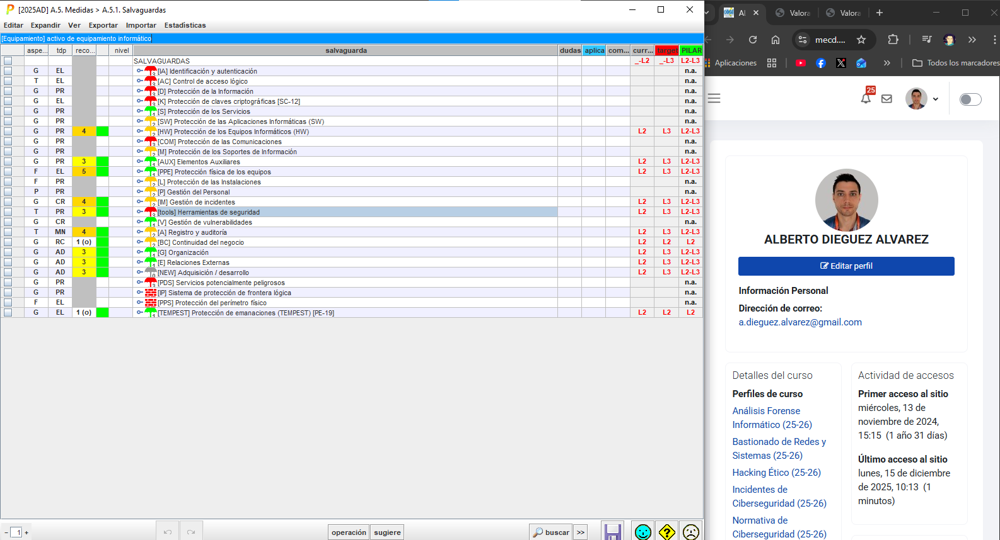 [2025AD] A.5. Medidas > A.5.1. Salvaguardas
Editar Expandir Ver Exportar Importar Estadísticas
[Equipamiento] activo de equipamiento informático
aspe... tdp reco... nivel salvaguarda dudas aplica com... curr... target PILAR
SALVAGUARDAS _-L2 _-L3 L2-L3
G EL [IA] Identificación y autenticación n.a.
T EL [AC] Control de acceso lógico n.a.
G PR [D] Protección de la Información n.a.
G EL [K] Protección de claves criptográficas [SC-12] n.a.
G PR [S] Protección de los Servicios n.a.
G PR [SW] Protección de las Aplicaciones Informáticas (SW) n.a.
G PR 4 [HW] Protección de los Equipos Informáticos (HW) L2 L3 L2-L3
G PR [COM] Protección de las Comunicaciones n.a.
G PR [M] Protección de los Soportes de Información n.a.
G PR 3 [AUX] Elementos Auxiliares L2 L3 L2-L3
F EL 5 [PPE] Protección física de los equipos L2 L3 L2-L3
F PR [L] Protección de las Instalaciones n.a.
P PR [P] Gestión del Personal n.a.
G CR 4 [IM] Gestión de incidentes L2 L3 L2-L3
T PR 3 [tools] Herramientas de seguridad L2 L3 L2-L3
G CR [V] Gestión de vulnerabilidades n.a.
T MN 4 [A] Registro y auditoría L2 L3 L2-L3
G RC 1 (o) [BC] Continuidad del negocio L2 L2 L2
G AD 3 [G] Organización L2 L3 L2-L3
G AD 3 [E] Relaciones Externas L2 L3 L2-L3
G AD 3 [NEW] Adquisición / desarrollo L2 L3 L2-L3
G PR [PDS] Servicios potencialmente peligrosos n.a.
G PR [IP] Sistema de protección de frontera lógica n.a.
F EL [PPS] Protección del perímetro físico n.a.
G EL 1 (o) [TEMPEST] Protección de emanaciones (TEMPEST) [PE-19] L2 L2 L2
− 1 + operación sugiere buscar >>
Al Valora Valora
mecd....
Aplicaciones » Todos los marcadores
25
ALBERTO DIEGUEZ ALVAREZ
Editar perfil
Información Personal
Dirección de correo:
a.dieguez.alvarez@gmail.com
Detalles del curso
Perfiles de curso
Análisis Forense
Informático (25-26)
Bastionado de Redes y
Sistemas (25-26)
Hacking Ético (25-26)
Incidentes de
Ciberseguridad (25-26)
Normativa de
Ciberseguridad (25-26)
Actividad de accesos
Primer acceso al sitio
miércoles, 13 de
noviembre de 2024,
15:15 (1 año 31 días)
Último acceso al sitio
lunes, 15 de diciembre
de 2025, 10:13 (1
minutos)